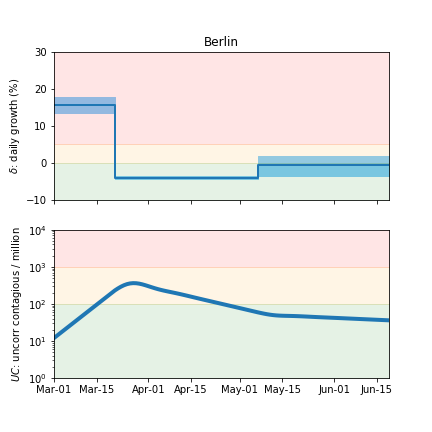 Berlin
30
20
10
0
−10
δ: daily growth (%)
10⁴
10³
10²
10¹
10⁰
UC: uncorr contagious / million
Mar-01 Mar-15 Apr-01 Apr-15 May-01 May-15 Jun-01 Jun-15